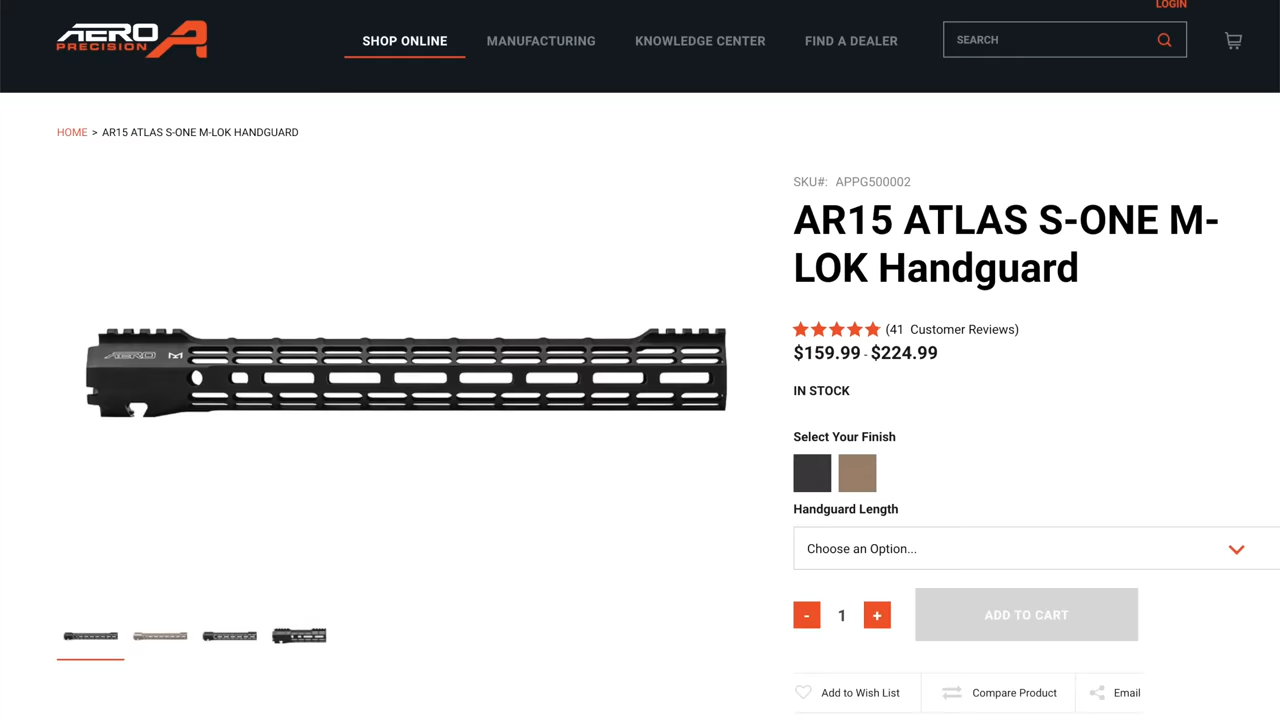 LOGIN
AERO
PRECISION
SHOP ONLINE
MANUFACTURING
KNOWLEDGE CENTER
FIND A DEALER
SEARCH
HOME > AR15 ATLAS S-ONE M-LOK HANDGUARD
SKU#: APPG500002
AR15 ATLAS S-ONE M-
LOK Handguard
(41 Customer Reviews)
$159.99 - $224.99
IN STOCK
Select Your Finish
Handguard Length
Choose an Option...
- 1 +
ADD TO CART
Add to Wish List
Compare Product
Email
AERO